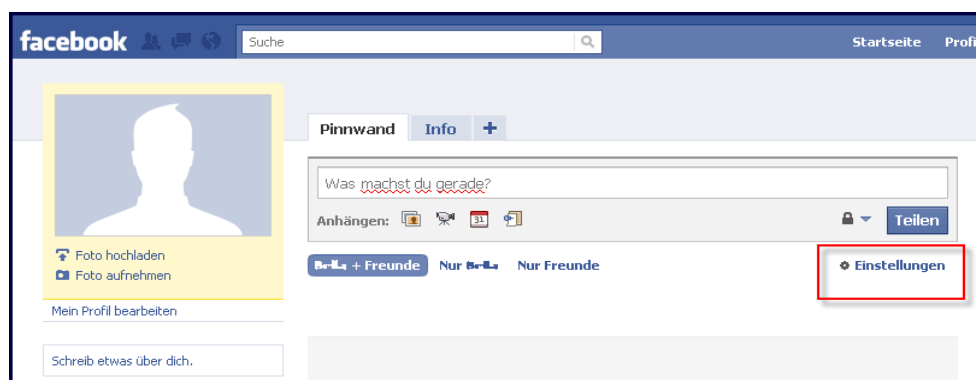 facebook
Suche
Startseite Profi
Pinnwand Info +
Was machst du gerade?
Anhängen: 31
Teilen
+ Freunde Nur Nur Freunde
Einstellungen
Foto hochladen
Foto aufnehmen
Mein Profil bearbeiten
Schreib etwas über dich.